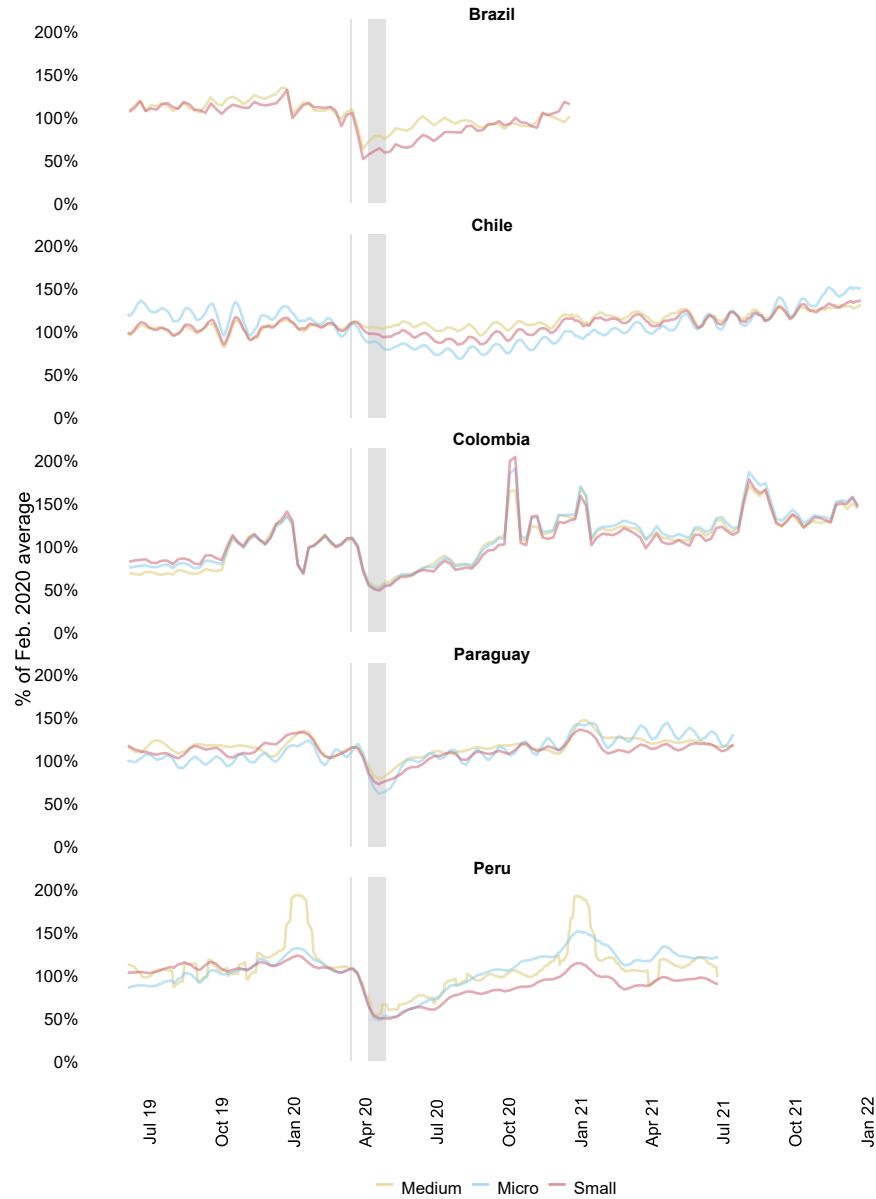 Brazil
200%
150%
100%
50%
0%
Chile
200%
150%
100%
50%
0%
Colombia
200%
150%
100%
50%
0%
% of Feb. 2020 average
Paraguay
200%
150%
100%
50%
0%
Peru
200%
150%
100%
50%
0%
Jul 19
Oct 19
Jan 20
Apr 20
Jul 20
Oct 20
Jan 21
Apr 21
Jul 21
Oct 21
Jan 22
Medium Micro Small